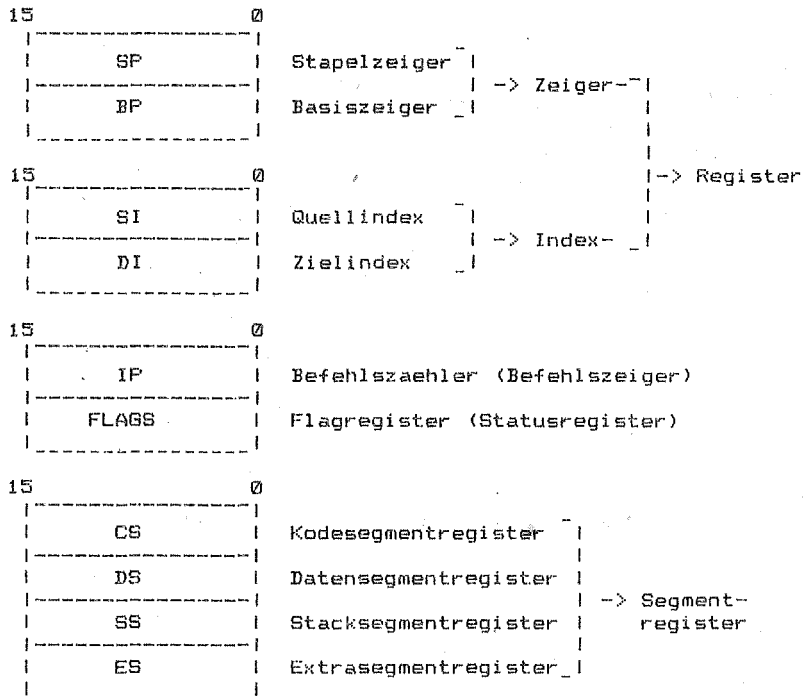 15 0
SP Stapelzeiger
-> Zeiger-
BP Basiszeiger
15 0
-> Register
SI Quellindex
-> Index-
DI Zielindex
15 0
IP Befehlszaehler (Befehlszeiger)
FLAGS Flagregister (Statusregister)
15 0
CS Kodesegmentregister
DS Datensegmentregister
-> Segment-
SS Stacksegmentregister register
ES Extrasegmentregister